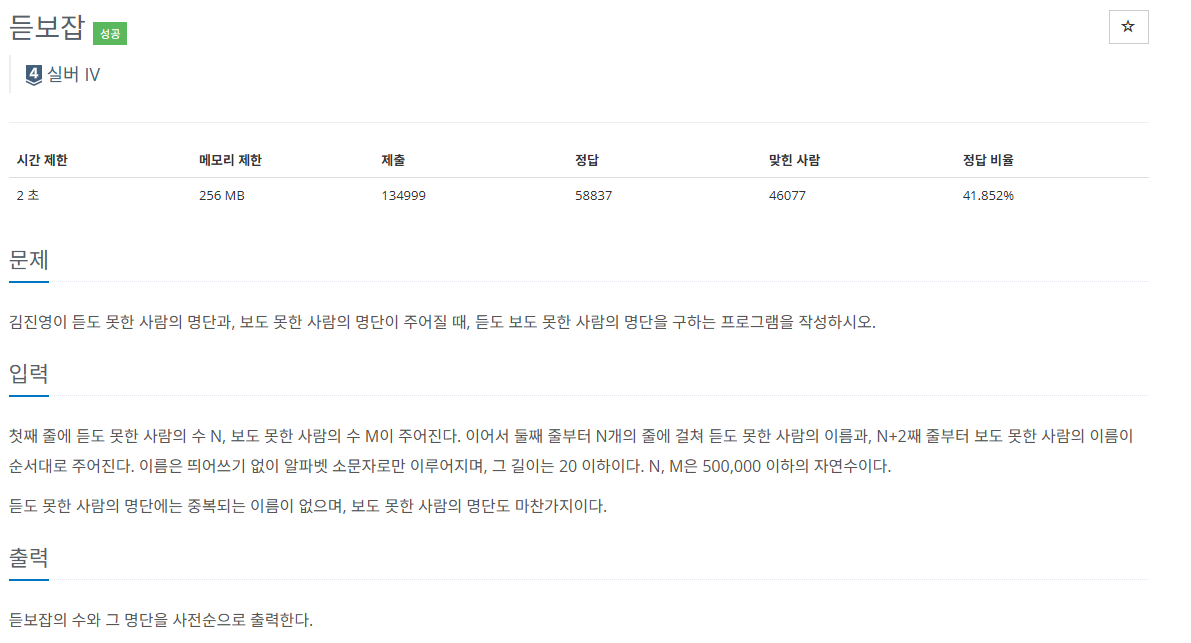 듣보잡 성공
☆
4 실버 IV
시간 제한 메모리 제한 제출 정답 맞힌 사람 정답 비율
2 초 256 MB 134999 58837 46077 41.852%
문제
김진영이 듣도 못한 사람의 명단과, 보도 못한 사람의 명단이 주어질 때, 듣도 보도 못한 사람의 명단을 구하는 프로그램을 작성하시오.
입력
첫째 줄에 듣도 못한 사람의 수 N, 보도 못한 사람의 수 M이 주어진다. 이어서 둘째 줄부터 N개의 줄에 걸쳐 듣도 못한 사람의 이름과, N+2째 줄부터 보도 못한 사람의 이름이
순서대로 주어진다. 이름은 띄어쓰기 없이 알파벳 소문자로만 이루어지며, 그 길이는 20 이하이다. N, M은 500,000 이하의 자연수이다.
듣도 못한 사람의 명단에는 중복되는 이름이 없으며, 보도 못한 사람의 명단도 마찬가지이다.
출력
듣보잡의 수와 그 명단을 사전순으로 출력한다.